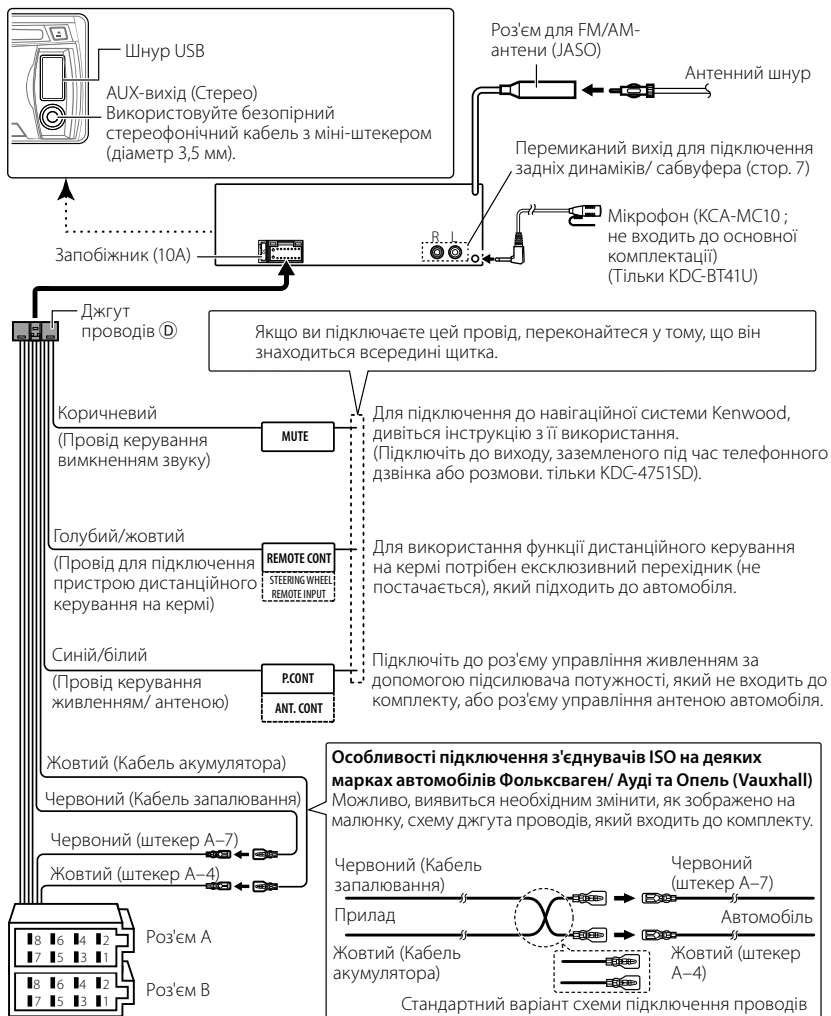 Шнур USB
AUX-вихід (Стерео)
Використовуйте безопірний
стереофонічний кабель з міні-штекером
(діаметр 3,5 мм).
Роз'єм для FM/AM-
антени (JASO)
Антенний шнур
Перемиканий вихід для підключення
задніх динаміків/ сабвуфера (стор. 7)
R L
Мікрофон (KCA-MC10 ;
не входить до основної
комплектації)
(Тільки KDC-BT41U)
Запобіжник (10A)
Джгут
проводів Ⓓ
Якщо ви підключаєте цей провід, переконайтеся у тому, що він
знаходиться всередині щитка.
Коричневий
(Провід керування
вимкненням звуку)
MUTE
Для підключення до навігаційної системи Kenwood,
дивіться інструкцію з її використання.
(Підключіть до виходу, заземленого під час телефонного
дзвінка або розмови. тільки KDC-4751SD).
Голубий/жовтий
(Провід для підключення
пристрою дистанційного
керування на кермі)
REMOTE CONT
STEERING WHEEL
REMOTE INPUT
Для використання функції дистанційного керування
на кермі потрібен ексклюзивний перехідник (не
постачається), який підходить до автомобіля.
Синій/білий
(Провід керування
живленням/ антеною)
P.CONT
ANT. CONT
Підключіть до роз'єму управління живленням за
допомогою підсилювача потужності, який не входить до
комплекту, або роз'єму управління антеною автомобіля.
Жовтий (Кабель акумулятора)
Червоний (Кабель запалювання)
Червоний (штекер A–7)
Жовтий (штекер A–4)
8 6 4 2
7 5 3 1
Роз'єм A
8 6 4 2
7 5 3 1
Роз'єм B
Особливості підключення з'єднувачів ISO на деяких
марках автомобілів Фольксваген/ Ауді та Опель (Vauxhall)
Можливо, виявиться необхідним змінити, як зображено на
малюнку, схему джгута проводів, який входить до комплекту.
Червоний (Кабель
запалювання)
Червоний
(штекер A–7)
Прилад
Автомобіль
Жовтий (Кабель
акумулятора)
Жовтий (штекер
A–4)
Стандартний варіант схеми підключення проводів